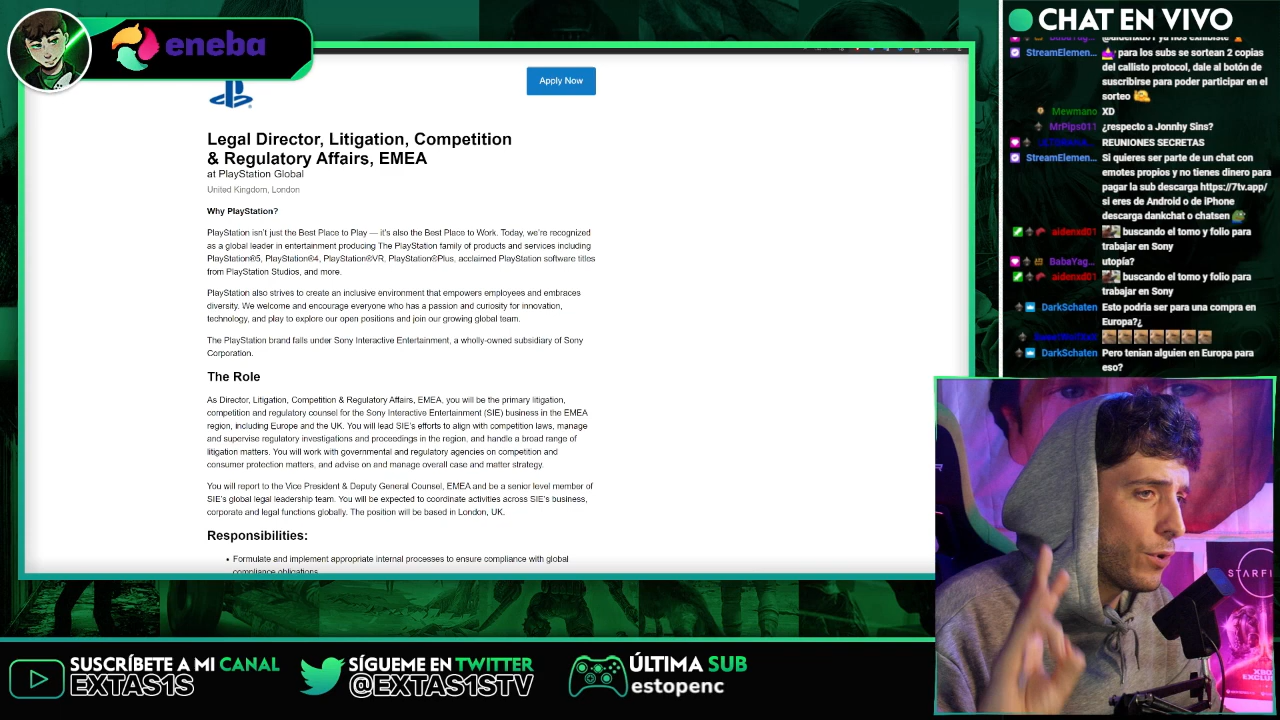 eneba
Apply Now
Legal Director, Litigation, Competition
& Regulatory Affairs, EMEA
at PlayStation Global
United Kingdom, London
Why PlayStation?
PlayStation isn't just the Best Place to Play — it's also the Best Place to Work. Today, we're recognized
as a global leader in entertainment producing The PlayStation family of products and services including
PlayStation®5, PlayStation®4, PlayStation®VR, PlayStation®Plus, acclaimed PlayStation software titles
from PlayStation Studios, and more.
PlayStation also strives to create an inclusive environment that empowers employees and embraces
diversity. We welcome and encourage everyone who has a passion and curiosity for innovation,
technology, and play to explore our open positions and join our growing global team.
The PlayStation brand falls under Sony Interactive Entertainment, a wholly-owned subsidiary of Sony
Corporation.
The Role
As Director, Litigation, Competition & Regulatory Affairs, EMEA, you will be the primary litigation,
competition and regulatory counsel for the Sony Interactive Entertainment (SIE) business in the EMEA
region, including Europe and the UK. You will lead SIE's efforts to align with competition laws, manage
and supervise regulatory investigations and proceedings in the region, and handle a broad range of
litigation matters. You will work with governmental and regulatory agencies on competition and
consumer protection matters, and advise on and manage overall case and matter strategy.
You will report to the Vice President & Deputy General Counsel, EMEA and be a senior level member of
SIE's global legal leadership team. You will be expected to coordinate activities across SIE's business,
corporate and legal functions globally. The position will be based in London, UK.
Responsibilities:
• Formulate and implement appropriate internal processes to ensure compliance with global
compliance obligations
CHAT EN VIVO
@aidenxd01 ya nos exhibiste
StreamElemen... para los subs se sortean 2 copias
del callisto protocol, dale al botón de
suscribirse para poder participar en el
sorteo
Mewmano XD
MrPips011 ¿respecto a Jonnhy Sins?
REUNIONES SECRETAS
StreamElemen... Si quieres ser parte de un chat con
emotes propios y no tienes dinero para
pagar la sub descarga https://7tv.app/
si eres de Android o de iPhone
descarga dankchat o chatsen
aidenxd01 buscando el tomo y folio para
trabajar en Sony
BabaYag... utopía?
aidenxd01 buscando el tomo y folio para
trabajar en Sony
DarkSchaten Esto podria ser para una compra en
Europa?¿
DarkSchaten Pero tenian alguien en Europa para
eso?
STARFI
XBOX
EXCLUS
SUSCRÍBETE A MI CANAL
EXTAS1S
SÍGUEME EN TWITTER
@EXTAS1STV
ÚLTIMA SUB
estopenc